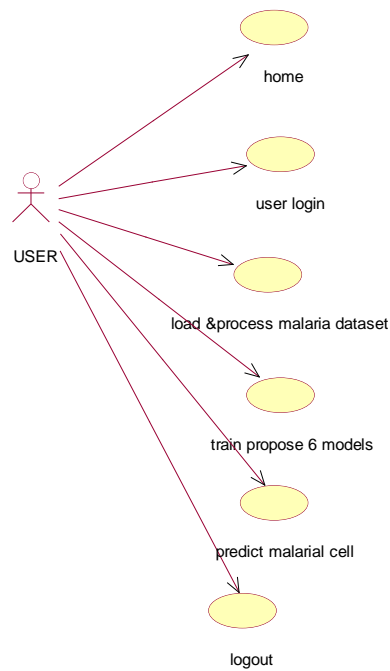 home
user login
USER
load &process malaria dataset
train propose 6 models
predict malarial cell
logout